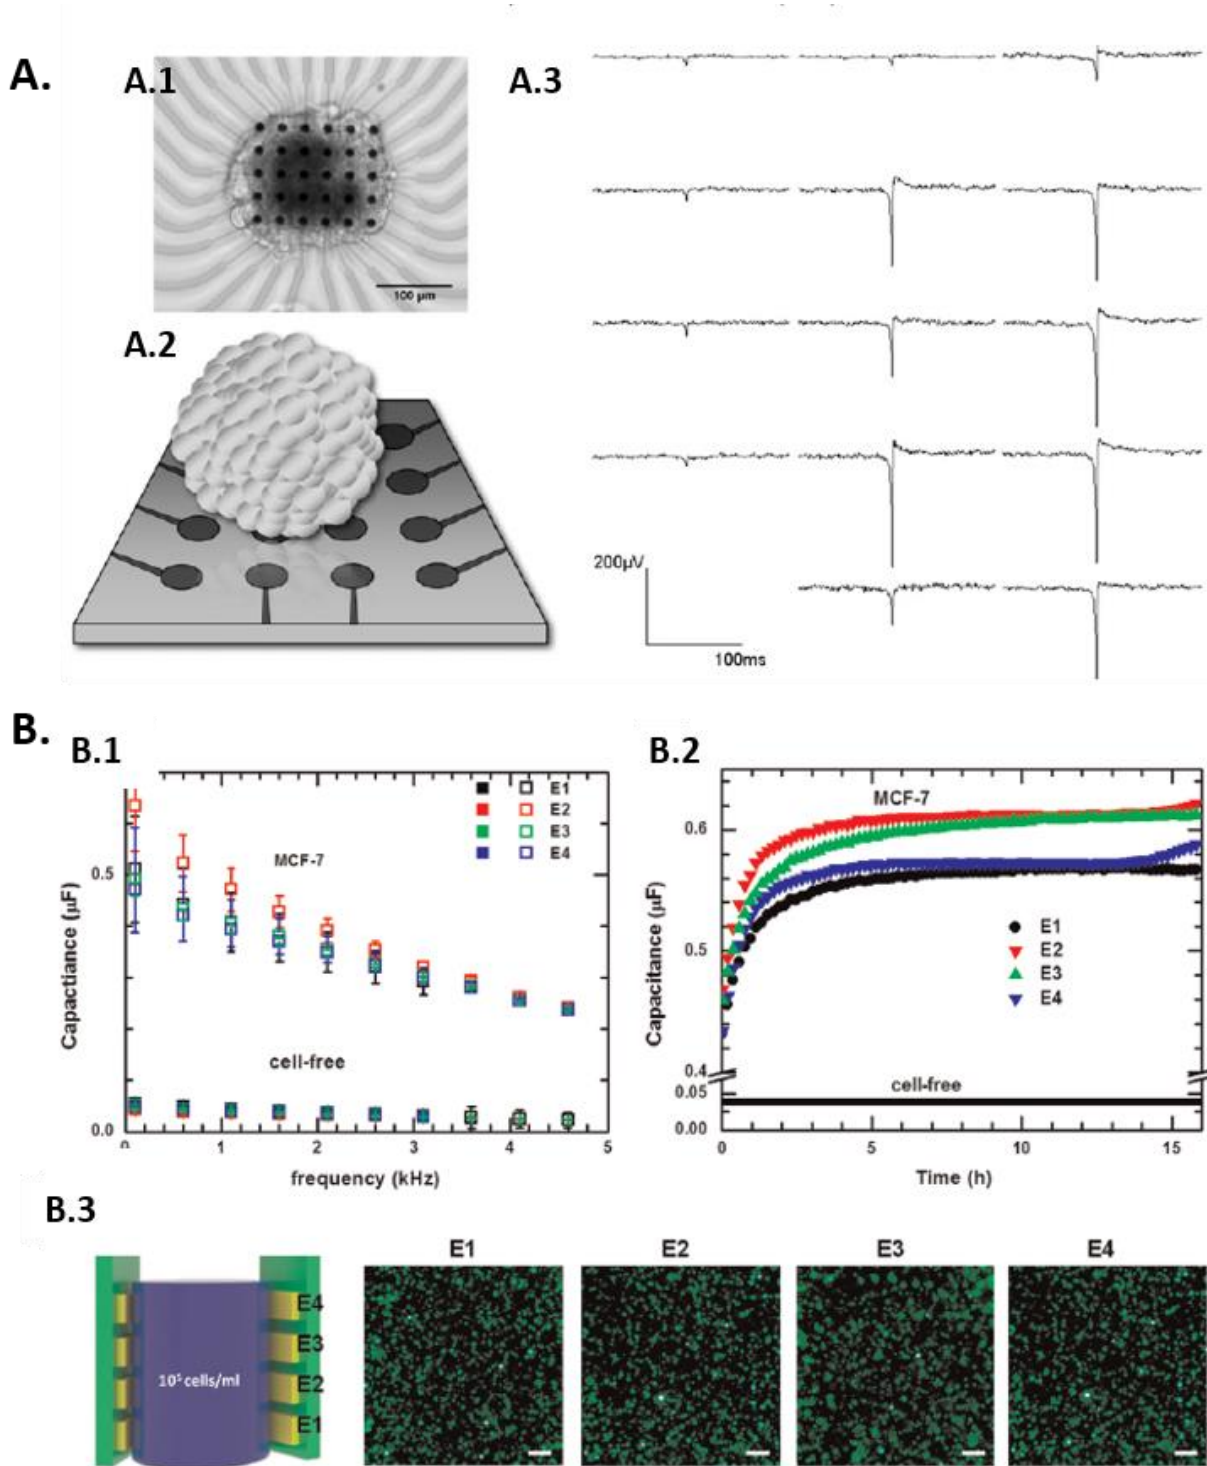 A.
A.1
A.3
100 µm
A.2
200µV
100ms
B.
B.1
B.2
E1
E2
E3
E4
MCF-7
0.5
Capactiance (µF)
cell-free
0.0
0
1
2
3
4
5
frequency (kHz)
MCF-7
0.6
Capacitance (µF)
0.5
E1
E2
E3
E4
0.4
cell-free
0.05
0.00
0
5
10
15
Time (h)
B.3
E4
E3
E2
E1
10⁵ cells/ml
E1
E2
E3
E4